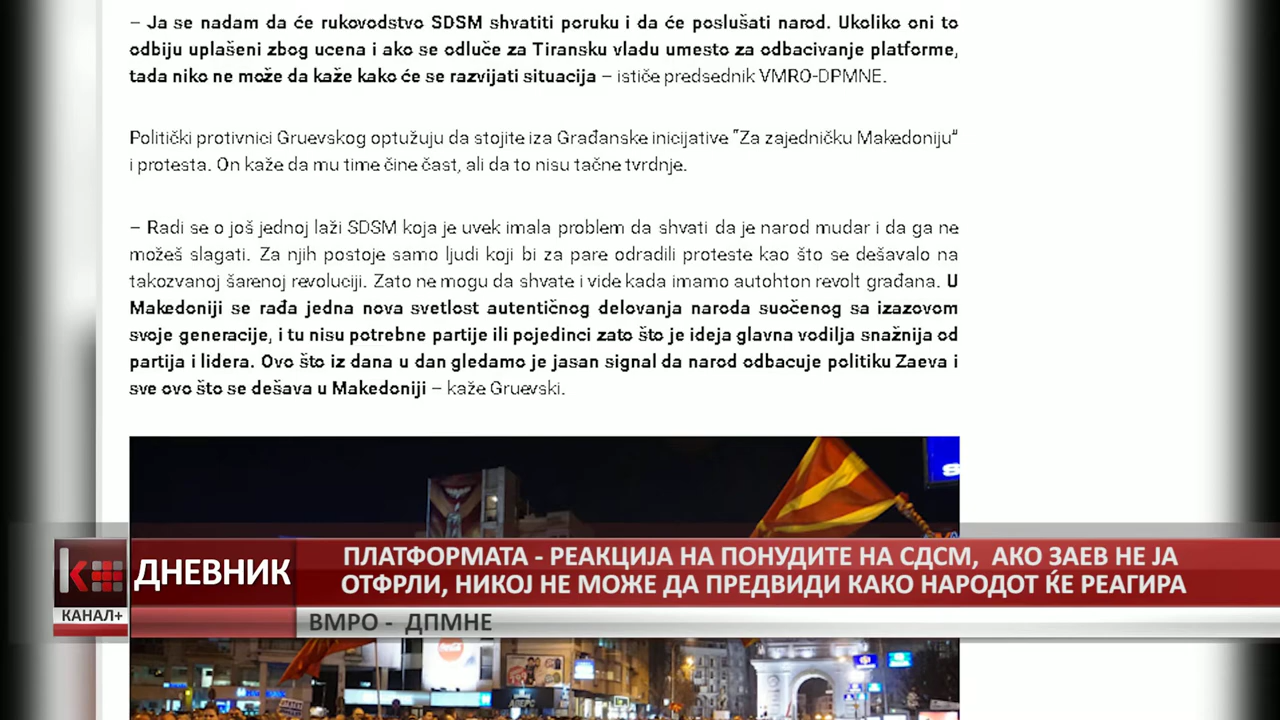 – Ja se nadam da će rukovodstvo SDSM shvatiti poruku i da će poslušati narod. Ukoliko oni to
odbiju uplašeni zbog ucena i ako se odluče za Tiransku vladu umesto za odbacivanje platforme,
tada niko ne može da kaže kako će se razvijati situacija – ističe predsednik VMRO-DPMNE.
Politički protivnici Gruevskog optužuju da stojite iza Građanske inicijative "Za zajedničku Makedoniju"
i protesta. On kaže da mu time čine čast, ali da to nisu tačne tvrdnje.
– Radi se o još jednoj laži SDSM koja je uvek imala problem da shvati da je narod mudar i da ga ne
možeš slagati. Za njih postoje samo ljudi koji bi za pare odradili proteste kao što se dešavalo na
takozvanoj šarenoj revoluciji. Zato ne mogu da shvate i vide kada imamo autohton revolt građana. U
Makedoniji se rađa jedna nova svetlost autentičnog delovanja naroda suočenog sa izazovom
svoje generacije, i tu nisu potrebne partije ili pojedinci zato što je ideja glavna vodilja snažnija od
partija i lidera. Ovo što iz dana u dan gledamo je jasan signal da narod odbacuje politiku Zaeva i
sve ovo što se dešava u Makedoniji – kaže Gruevski.
ПЛАТФОРМАТА - РЕАКЦИЈА НА ПОНУДИТЕ НА СДСМ, АКО ЗАЕВ НЕ ЈА
ОТФРЛИ, НИКОЈ НЕ МОЖЕ ДА ПРЕДВИДИ КАКО НАРОДОТ ЌЕ РЕАГИРА
ДНЕВНИК
КАНАЛ+
ВМРО - ДПМНЕ
Coca-Cola
АВЕРС